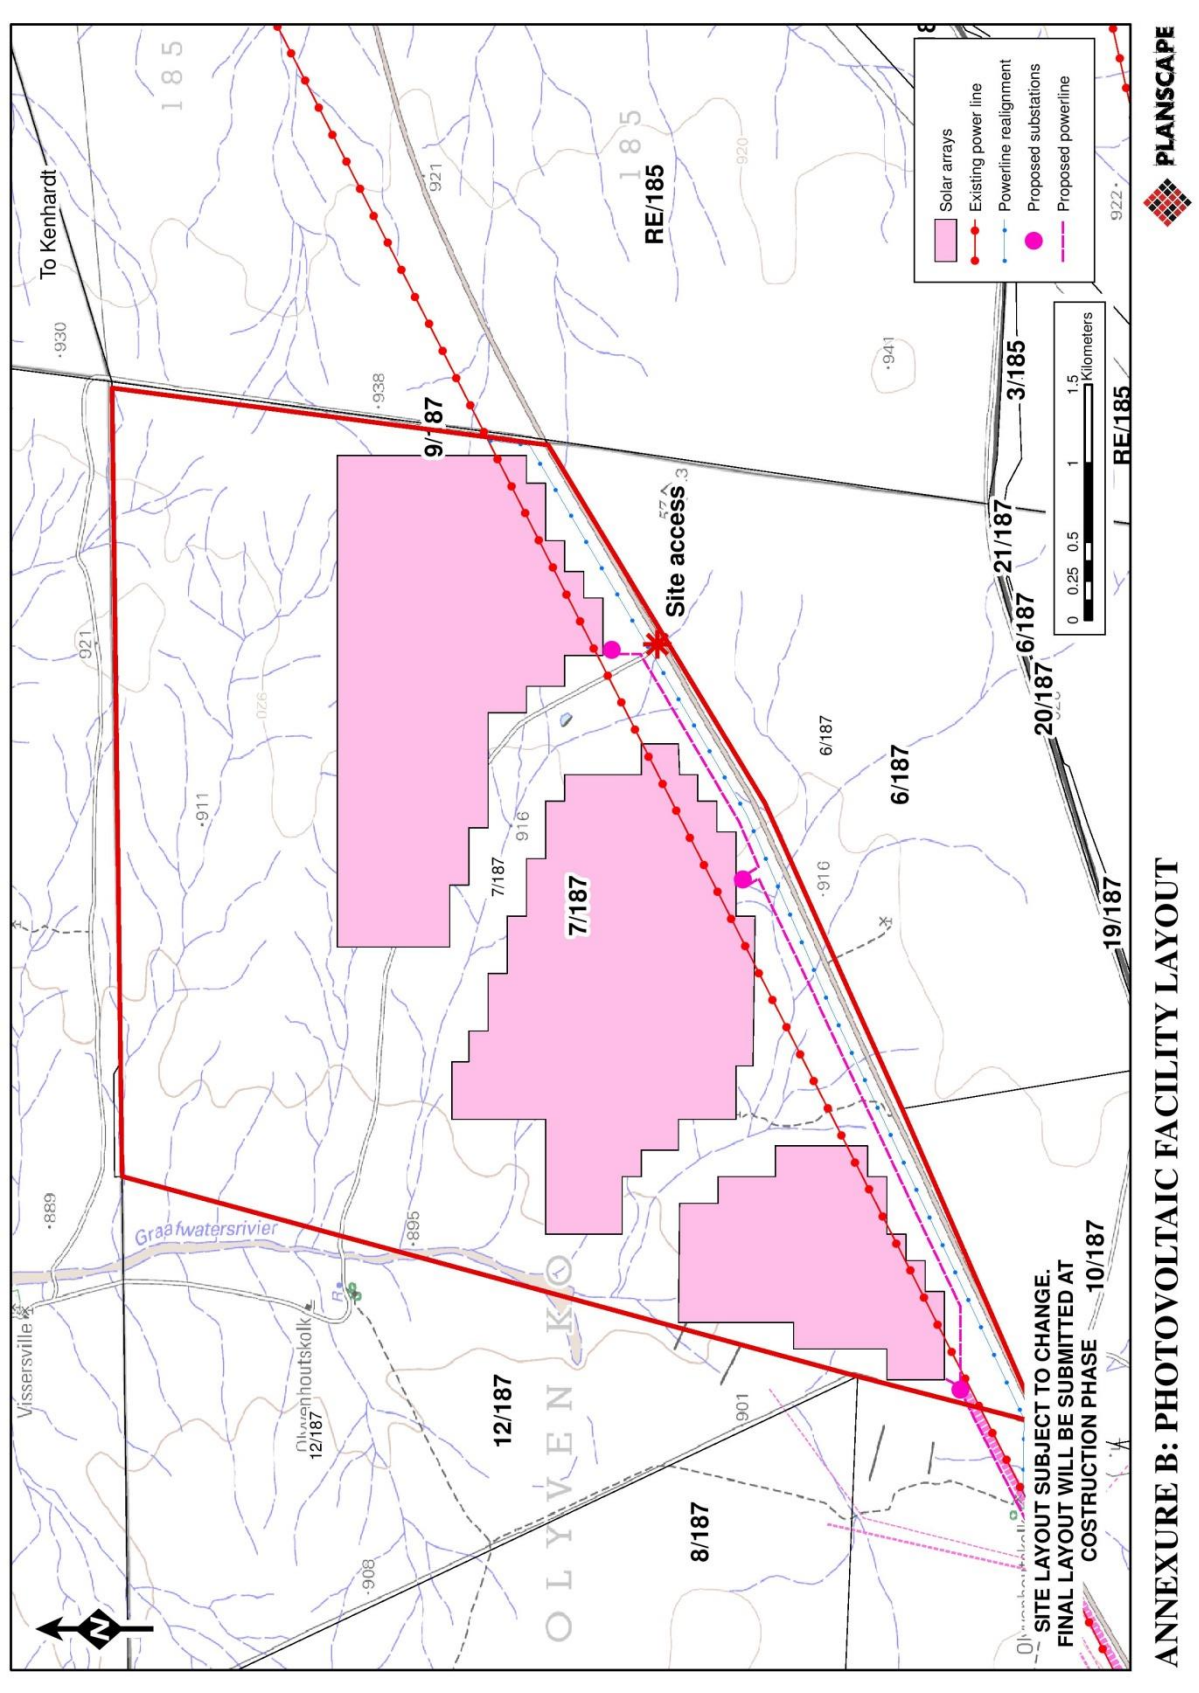 To Kenhardt
185
185
RE/185
921
920
922
930
938
941
Solar arrays
Existing power line
Powerline realignment
Proposed substations
Proposed powerline
3/185
RE/185
0 0.25 0.5 1 1.5
Kilometers
9/187
Site access
21/187
6/187
20/187
19/187
921
920
911
916
7/187
7/187
6/187
6/187
916
889
Graafwatersrivier
895
Vissersville
12/187
12/187
OLYVEN KO
901
908
8/187
10/187
N
SITE LAYOUT SUBJECT TO CHANGE.
FINAL LAYOUT WILL BE SUBMITTED AT
COSTRUCTION PHASE
ANNEXURE B: PHOTOVOLTAIC FACILITY LAYOUT
PLANSCAPE